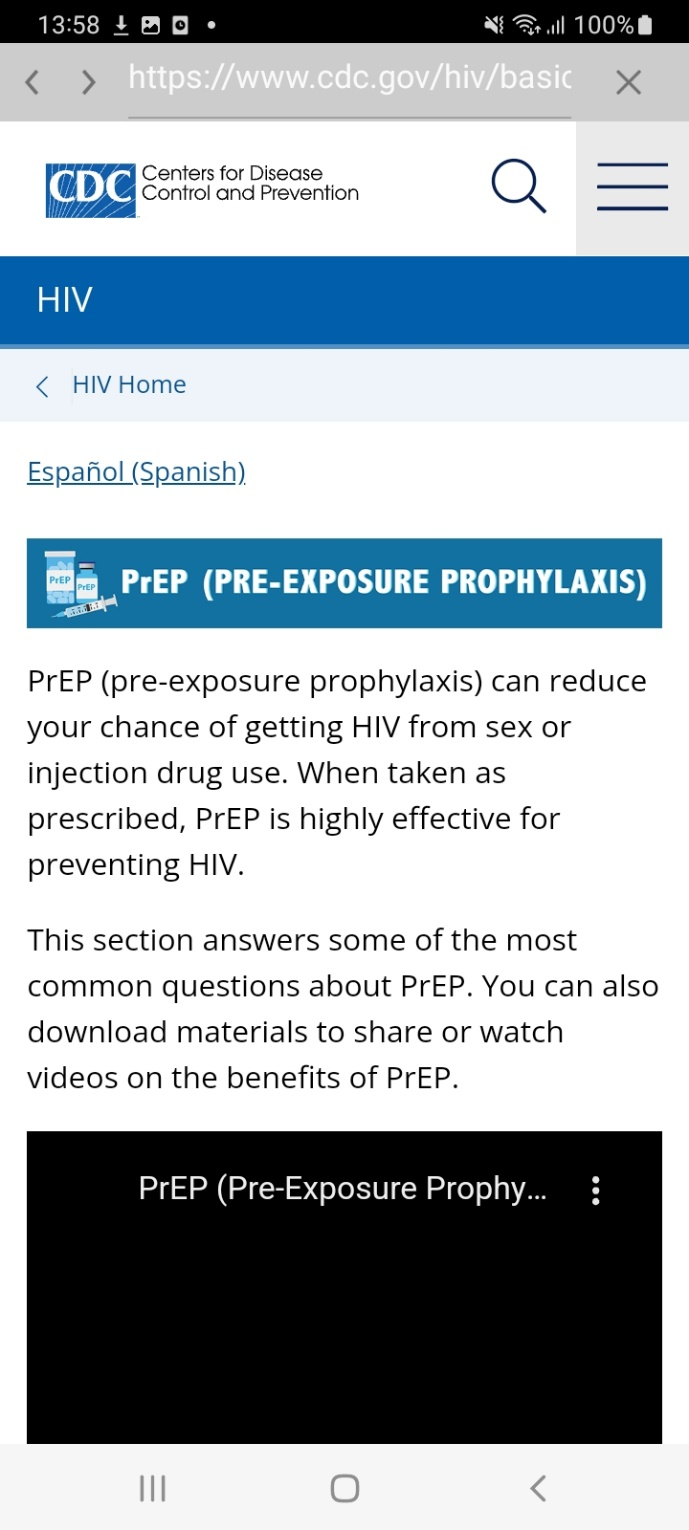 13:58
100%
https://www.cdc.gov/hiv/basic
CDC Centers for Disease
Control and Prevention
HIV
HIV Home
Español (Spanish)
PrEP PrEP PrEP (PRE-EXPOSURE PROPHYLAXIS)
PrEP (pre-exposure prophylaxis) can reduce
your chance of getting HIV from sex or
injection drug use. When taken as
prescribed, PrEP is highly effective for
preventing HIV.
This section answers some of the most
common questions about PrEP. You can also
download materials to share or watch
videos on the benefits of PrEP.
PrEP (Pre-Exposure Prophy...